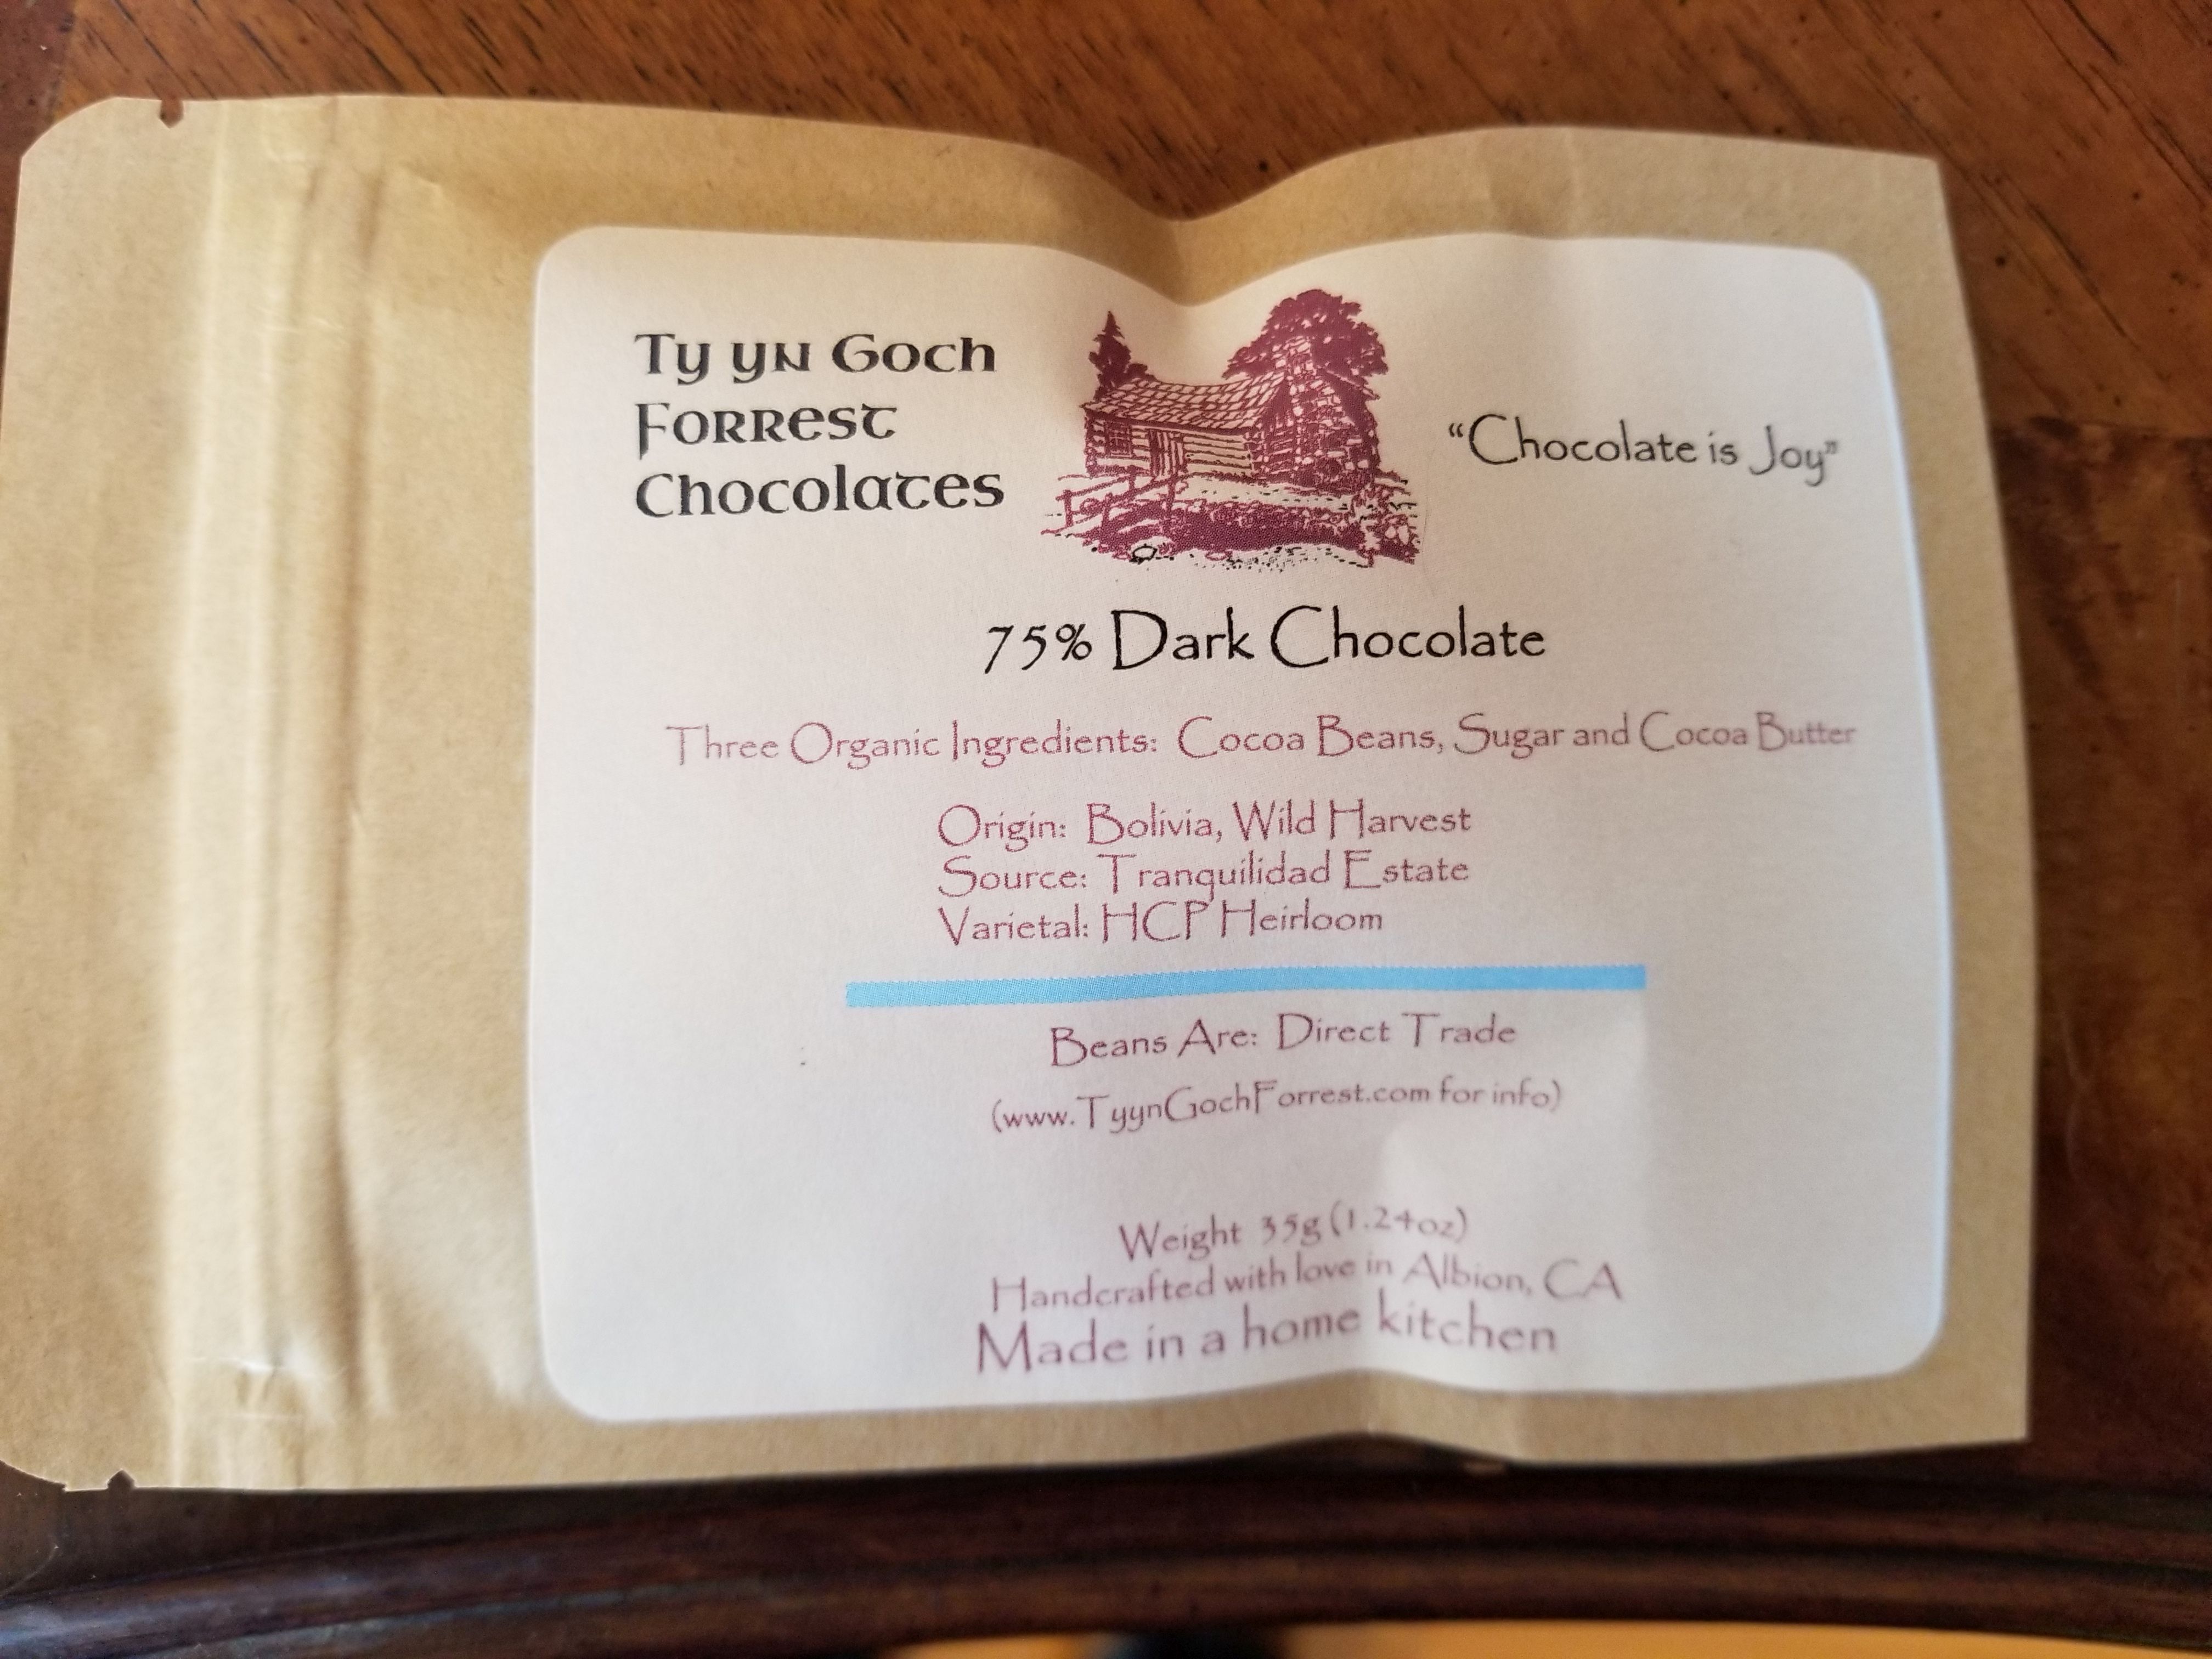 Ty yn Goch
Forrest
Chocolates
"Chocolate is Joy"
75% Dark Chocolate
Three Organic Ingredients: Cocoa Beans, Sugar and Cocoa Butter
Origin: Bolivia, Wild Harvest
Source: Tranquilidad Estate
Varietal: HCP Heirloom
Beans Are: Direct Trade
(www.TyynGochForrest.com for info)
Weight 35g (1.24oz)
Handcrafted with love in Albion, CA
Made in a home kitchen